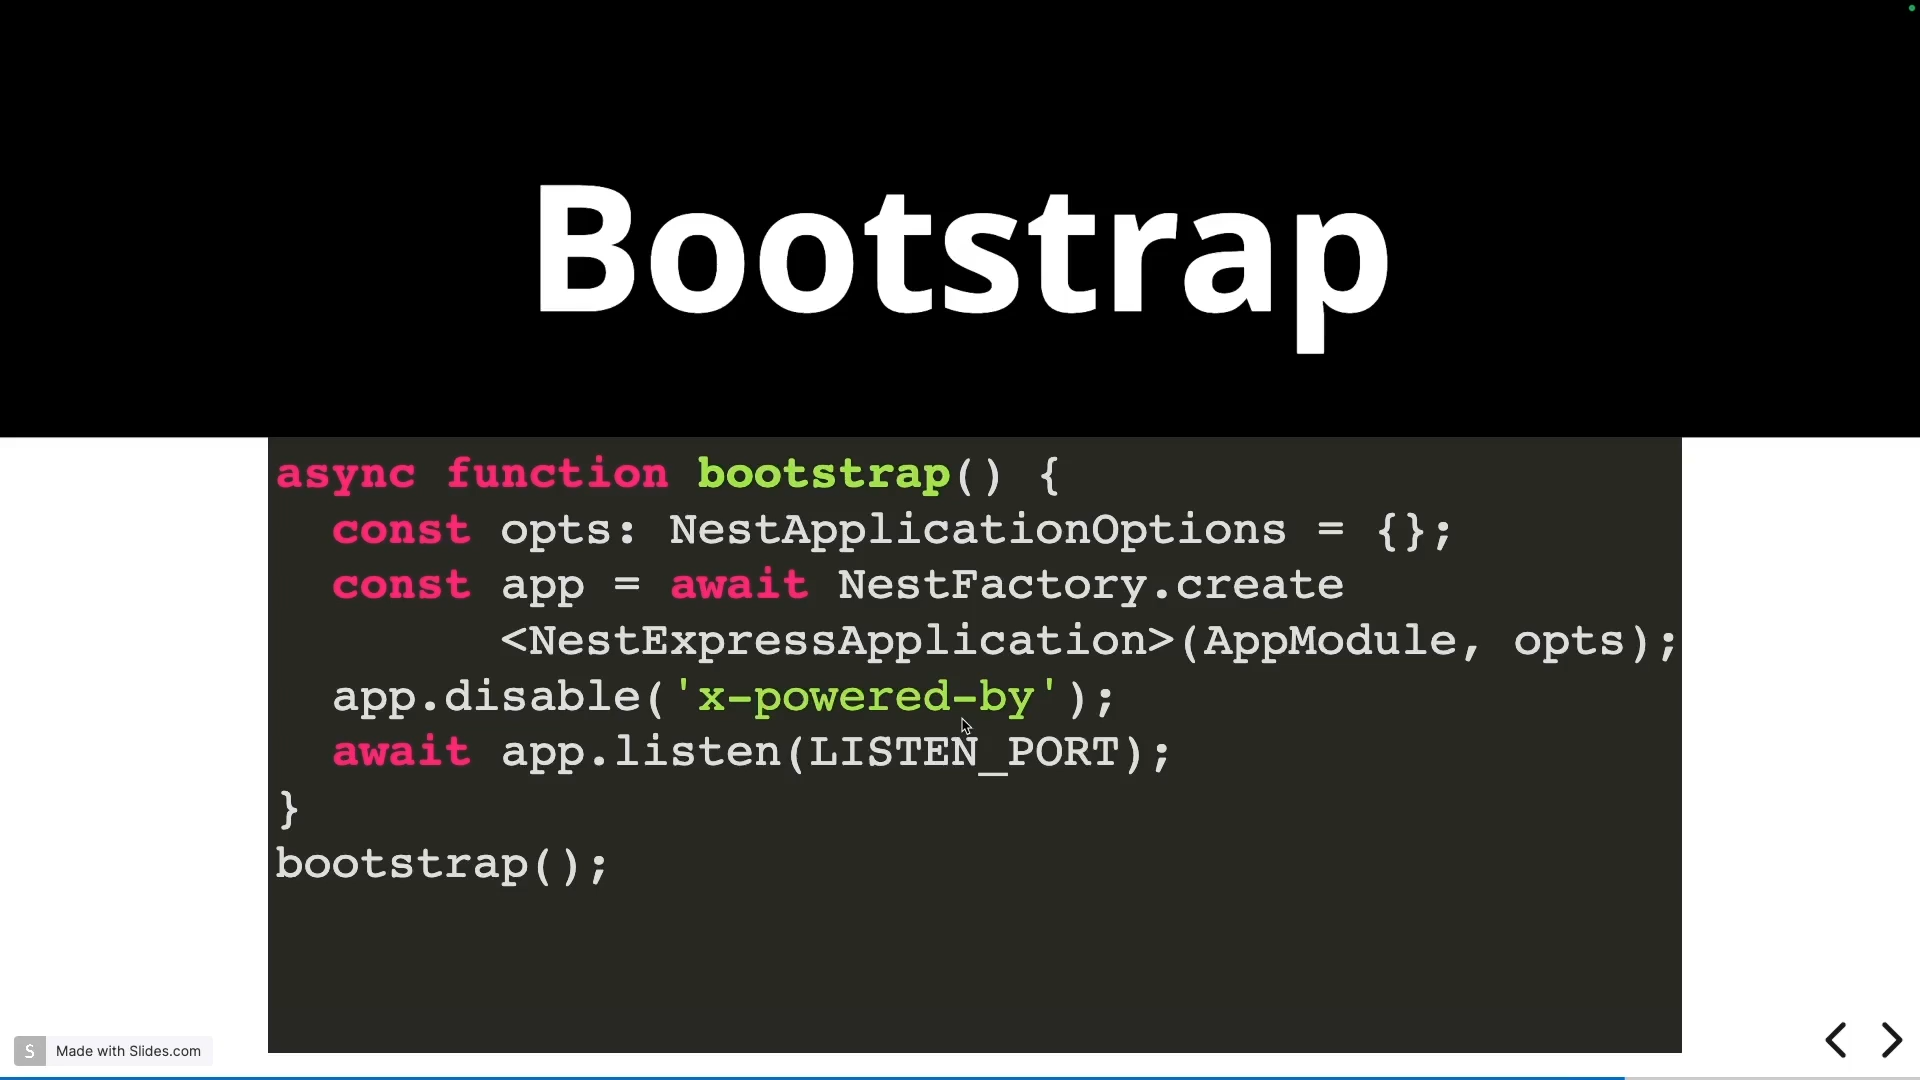 Bootstrap
async function bootstrap() {
  const opts: NestApplicationOptions = {};
  const app = await NestFactory.create
        <NestExpressApplication>(AppModule, opts);
  app.disable('x-powered-by');
  await app.listen(LISTEN_PORT);
}
bootstrap();
S Made with Slides.com